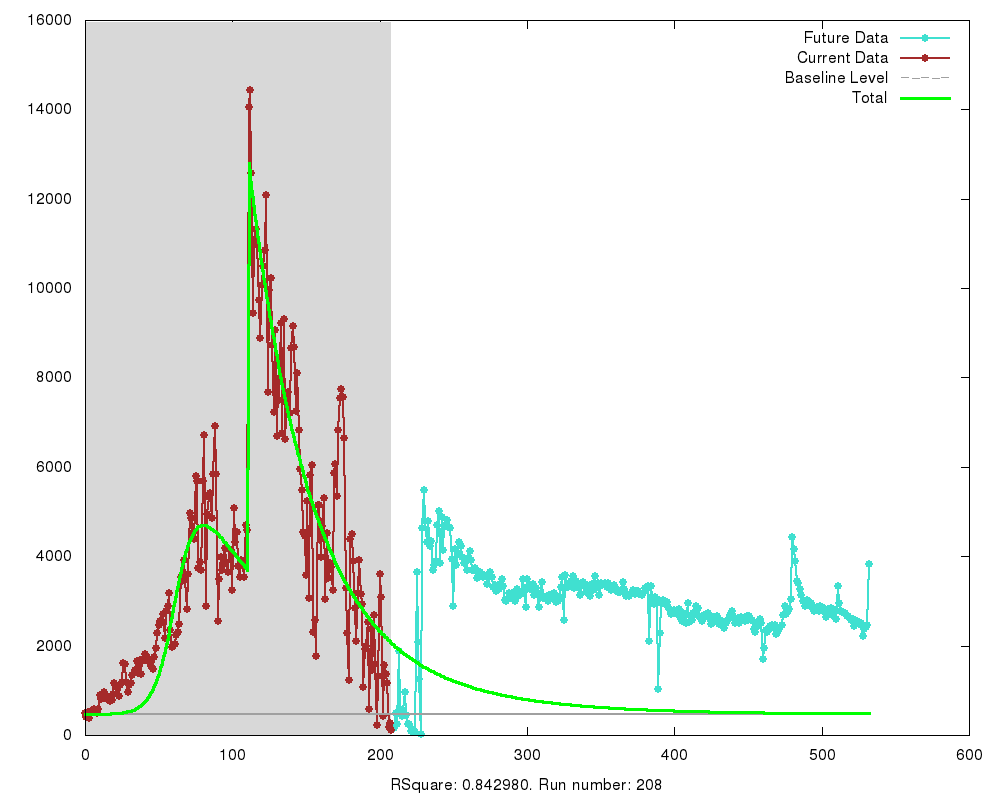 16000
14000
12000
10000
8000
6000
4000
2000
0
Future Data
Current Data
Baseline Level
Total
0 100 200 300 400 500 600
RSquare: 0.842980. Run number: 208